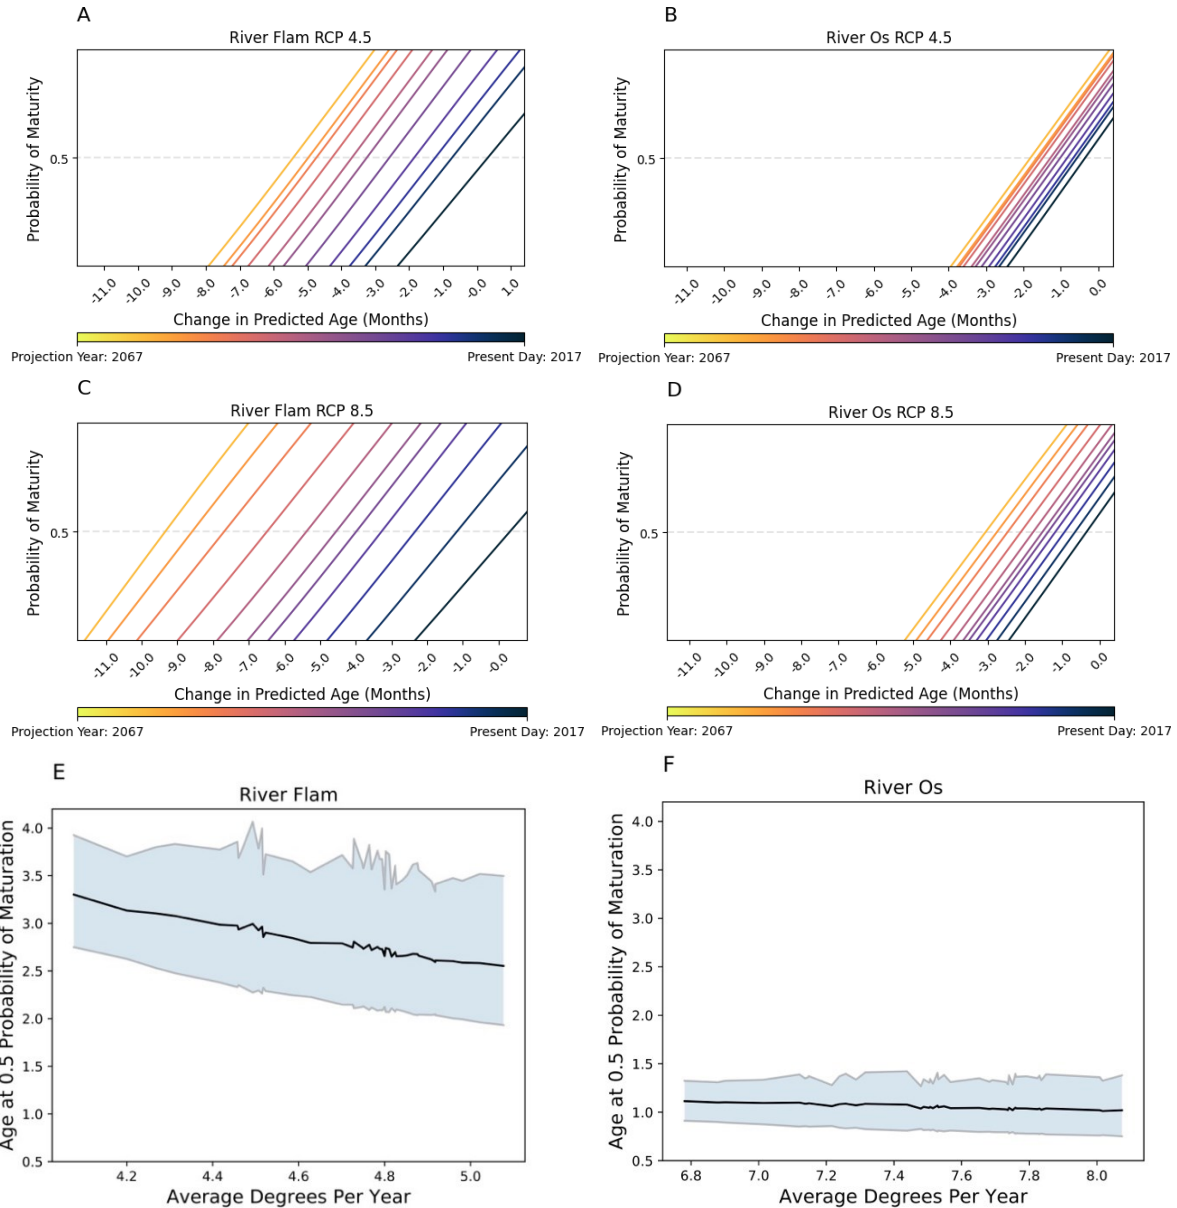 A
River Flam RCP 4.5
Probability of Maturity
0.5
-11.0 -10.0 -9.0 -8.0 -7.0 -6.0 -5.0 -4.0 -3.0 -2.0 -1.0 -0.0 1.0
Change in Predicted Age (Months)
Projection Year: 2067 Present Day: 2017
B
River Os RCP 4.5
Probability of Maturity
0.5
-11.0 -10.0 -9.0 -8.0 -7.0 -6.0 -5.0 -4.0 -3.0 -2.0 -1.0 0.0
Change in Predicted Age (Months)
Projection Year: 2067 Present Day: 2017
C
River Flam RCP 8.5
Probability of Maturity
0.5
-11.0 -10.0 -9.0 -8.0 -7.0 -6.0 -5.0 -4.0 -3.0 -2.0 -1.0 -0.0
Change in Predicted Age (Months)
Projection Year: 2067 Present Day: 2017
D
River Os RCP 8.5
Probability of Maturity
0.5
-11.0 -10.0 -9.0 -8.0 -7.0 -6.0 -5.0 -4.0 -3.0 -2.0 -1.0 0.0
Change in Predicted Age (Months)
Projection Year: 2067 Present Day: 2017
E
River Flam
Age at 0.5 Probability of Maturation
4.0
3.5
3.0
2.5
2.0
1.5
1.0
0.5
4.2 4.4 4.6 4.8 5.0
Average Degrees Per Year
F
River Os
Age at 0.5 Probability of Maturation
4.0
3.5
3.0
2.5
2.0
1.5
1.0
0.5
6.8 7.0 7.2 7.4 7.6 7.8 8.0
Average Degrees Per Year